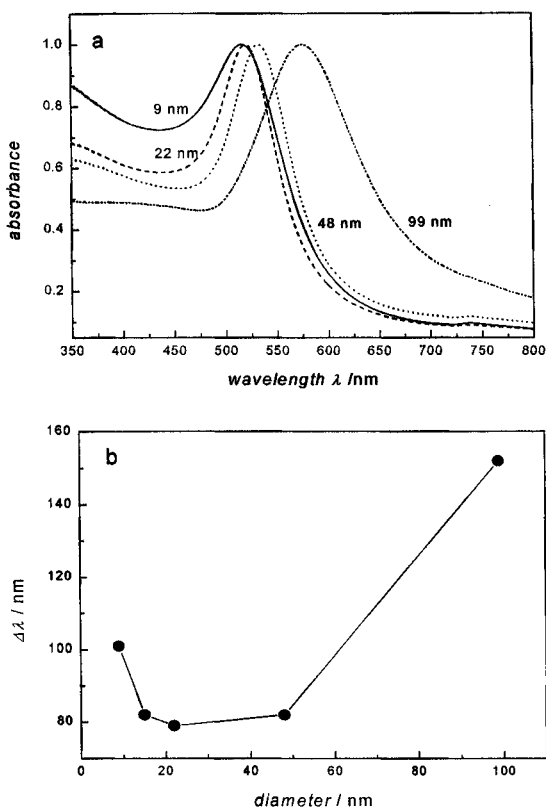 a
1.0
0.8
0.6
0.4
0.2
9 nm
22 nm
48 nm
99 nm
absorbance
350 400 450 500 550 600 650 700 750 800
wavelength λ /nm
b
160
140
120
100
80
Δλ / nm
0 20 40 60 80 100
diameter / nm